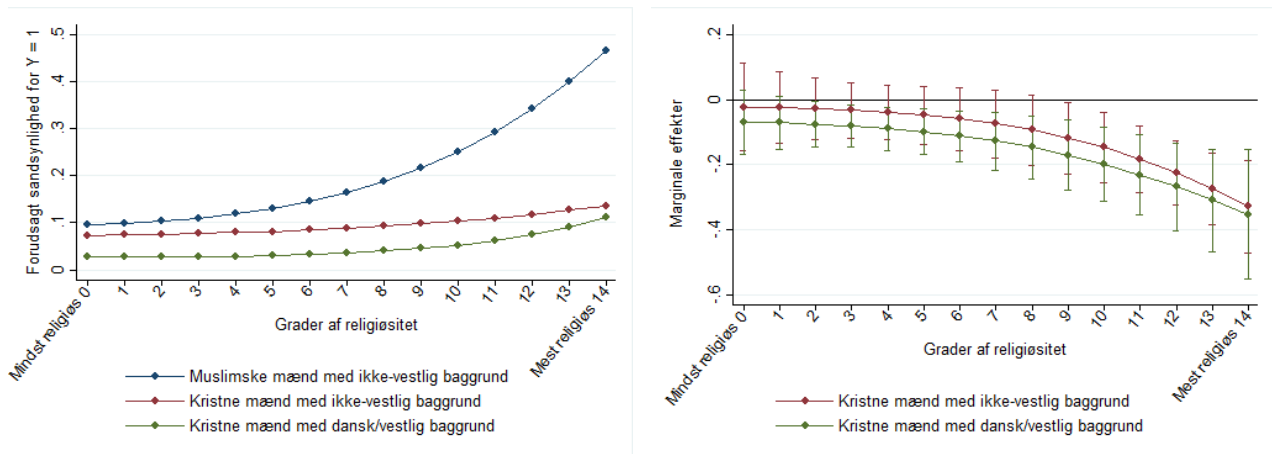 Forudsagt sandsynlighed for Y = 1
.5
.4
.3
.2
.1
0
Mindst religiøs 0
1
2
3
4
5
6
7
8
9
10
11
12
13
Mest religiøs 14
Grader af religiøsitet
Muslimske mænd med ikke-vestlig baggrund
Kristne mænd med ikke-vestlig baggrund
Kristne mænd med dansk/vestlig baggrund
Marginale effekter
.2
0
-.2
-.4
-.6
Mindst religiøs 0
1
2
3
4
5
6
7
8
9
10
11
12
13
Mest religiøs 14
Grader af religiøsitet
Kristne mænd med ikke-vestlig baggrund
Kristne mænd med dansk/vestlig baggrund